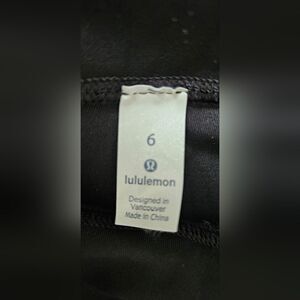 6
lululemon
Designed in
Vancouver
Made in China